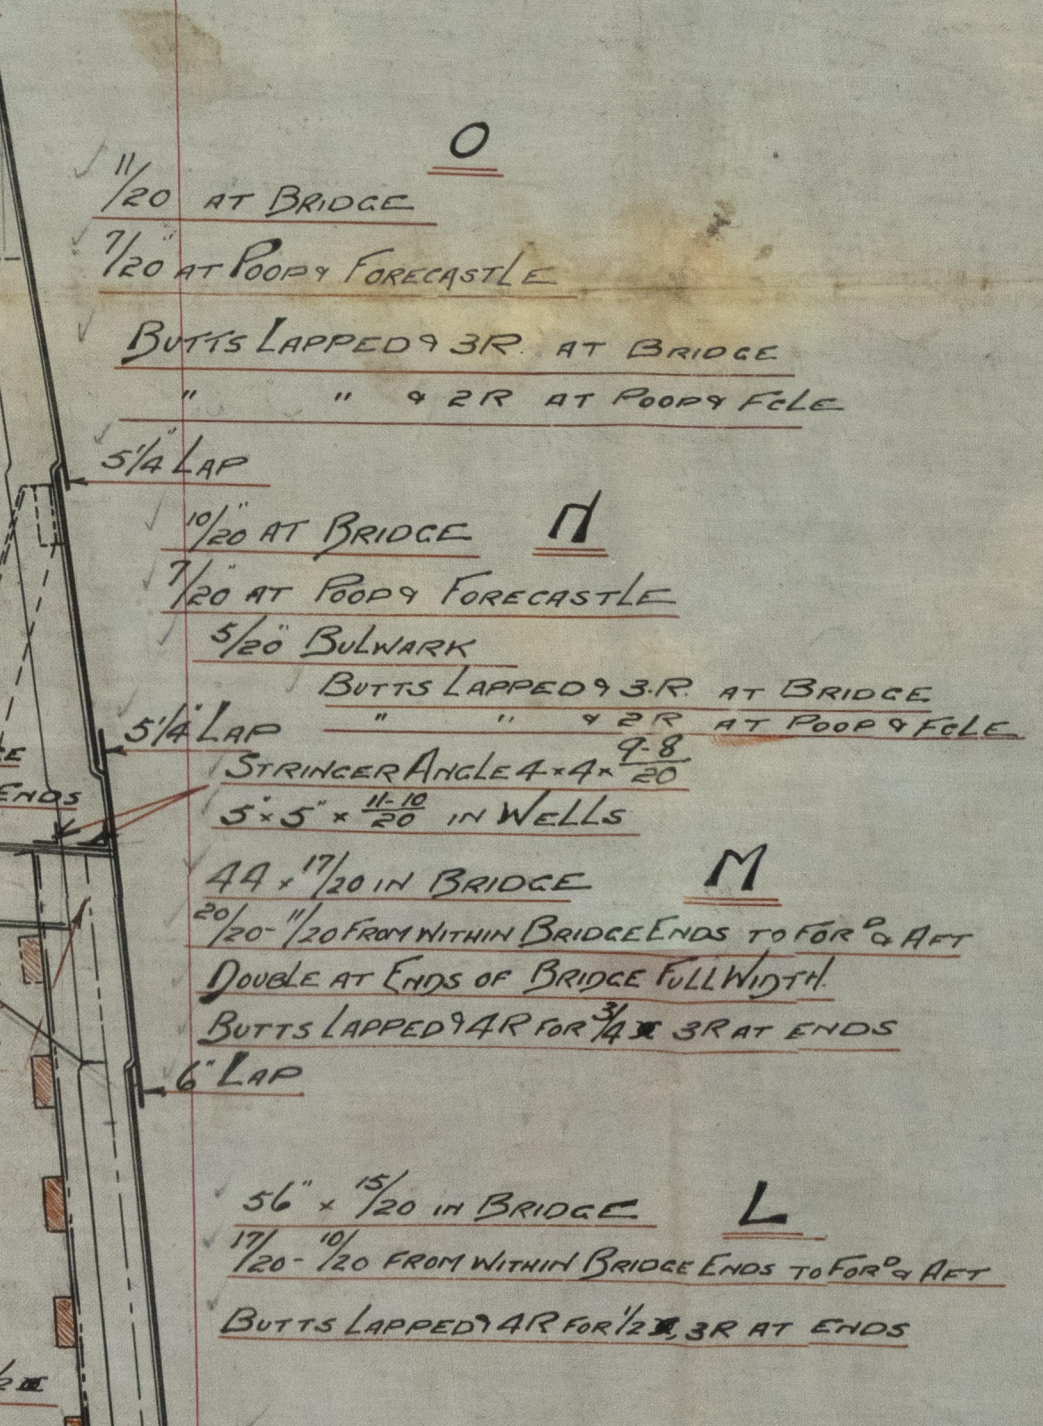 O
11/20 AT BRIDGE
7/20" AT POOP & FORECASTLE
BUTTS LAPPED & 3R. AT BRIDGE
" " & 2R AT POOP & FCLE
5 1/4" LAP
N
10/20" AT BRIDGE
7/20" AT POOP & FORECASTLE
5/20" BULWARK
BUTTS LAPPED & 3.R. AT BRIDGE
" " & 2R AT POOP & FCLE
5 1/4" LAP
STRINGER ANGLE 4 × 4 × 9-8/20
5" × 5" × 11-10/20 IN WELLS
ENDS
M
44 × 17/20 IN BRIDGE
20/20 - 11/20 FROM WITHIN BRIDGE ENDS TO FORD & AFT
DOUBLE AT ENDS OF BRIDGE FULL WIDTH.
BUTTS LAPPED & 4R FOR 3/4 3R AT ENDS
6" LAP
L
56" × 15/20 IN BRIDGE
17/20 - 10/20 FROM WITHIN BRIDGE ENDS TO FORD & AFT
BUTTS LAPPED & 4R FOR 1/2 , 3R AT ENDS